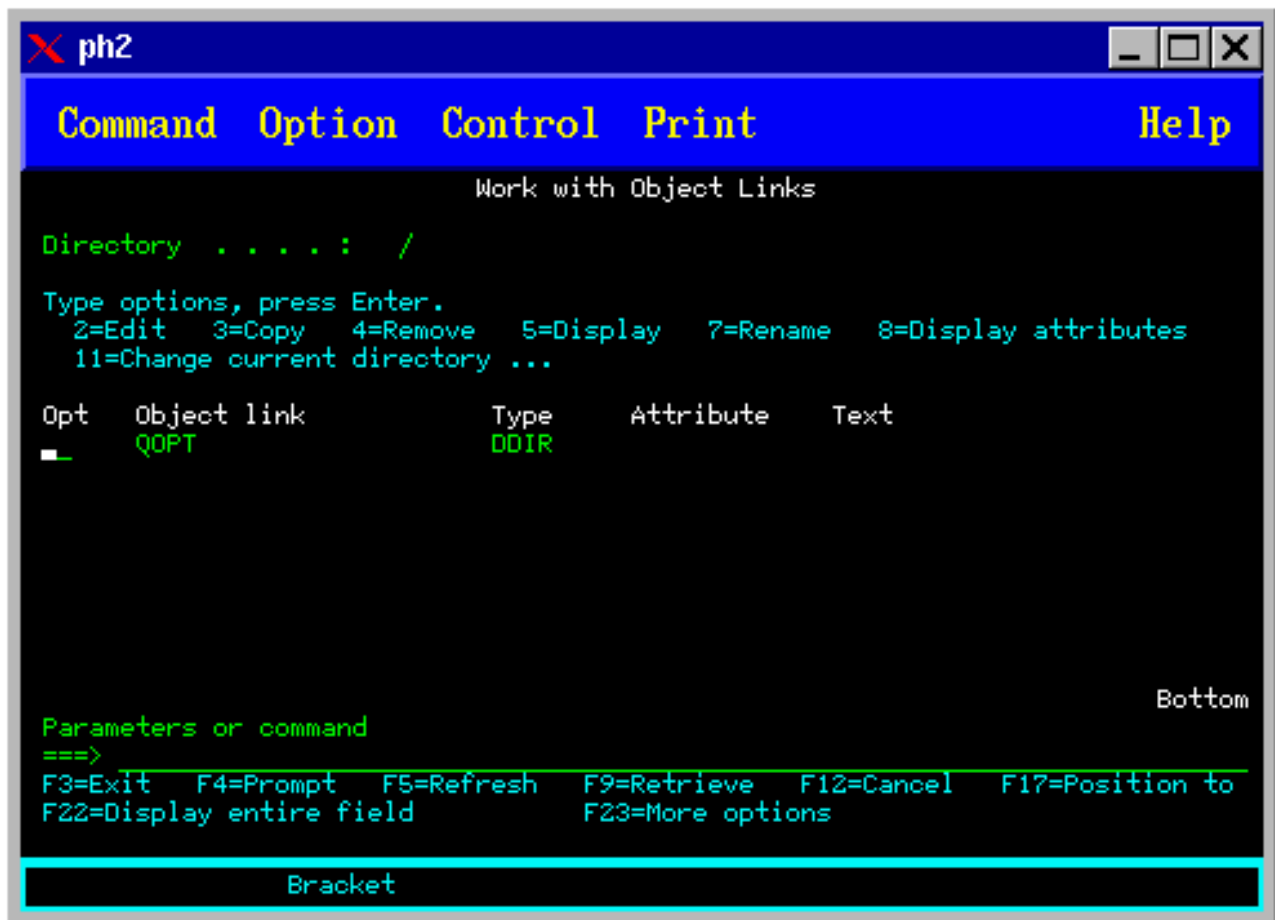 ph2
Command Option Control Print Help
Work with Object Links
Directory . . . . : /
Type options, press Enter.
2=Edit 3=Copy 4=Remove 5=Display 7=Rename 8=Display attributes
11=Change current directory ...
Opt Object link Type Attribute Text
QOPT DDIR
Bottom
Parameters or command
===>
F3=Exit F4=Prompt F5=Refresh F9=Retrieve F12=Cancel F17=Position to
F22=Display entire field F23=More options
Bracket